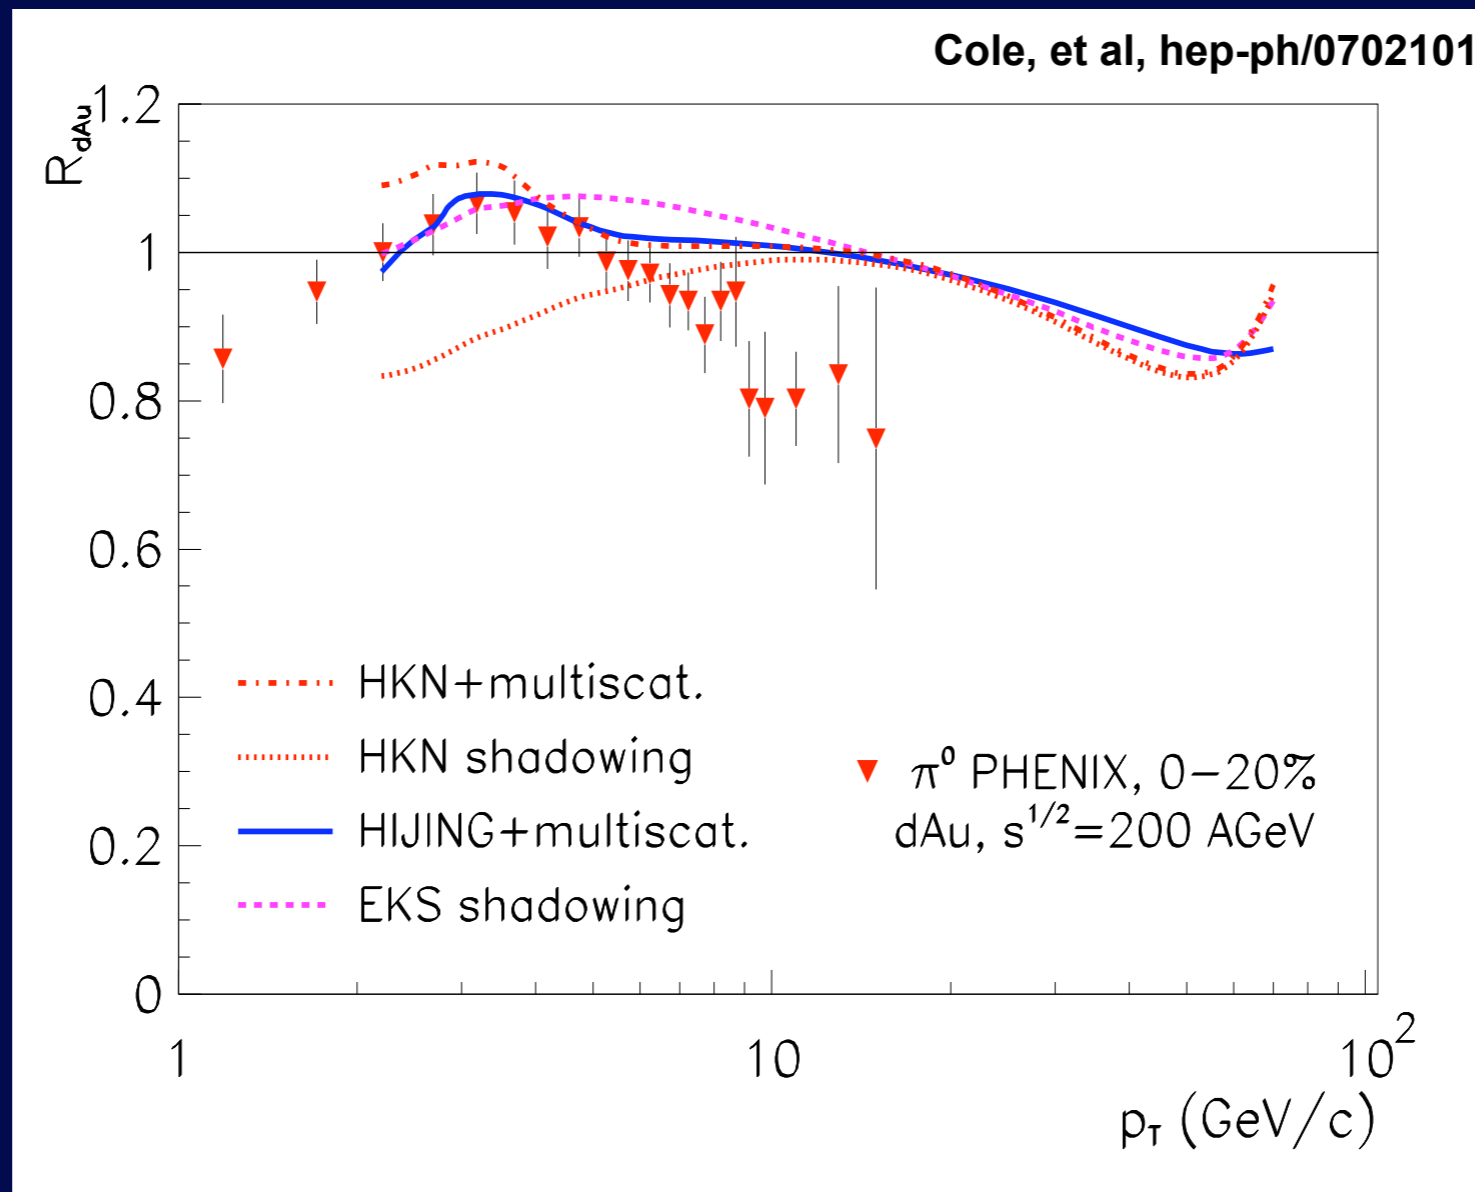 Cole, et al, hep-ph/0702101
R_dAu
1.2
1
0.8
0.6
0.4
0.2
0
HKN+multiscat.
HKN shadowing
HIJING+multiscat.
EKS shadowing
π⁰ PHENIX, 0-20%
dAu, s^1/2=200 AGeV
1
10
10²
p_T (GeV/c)